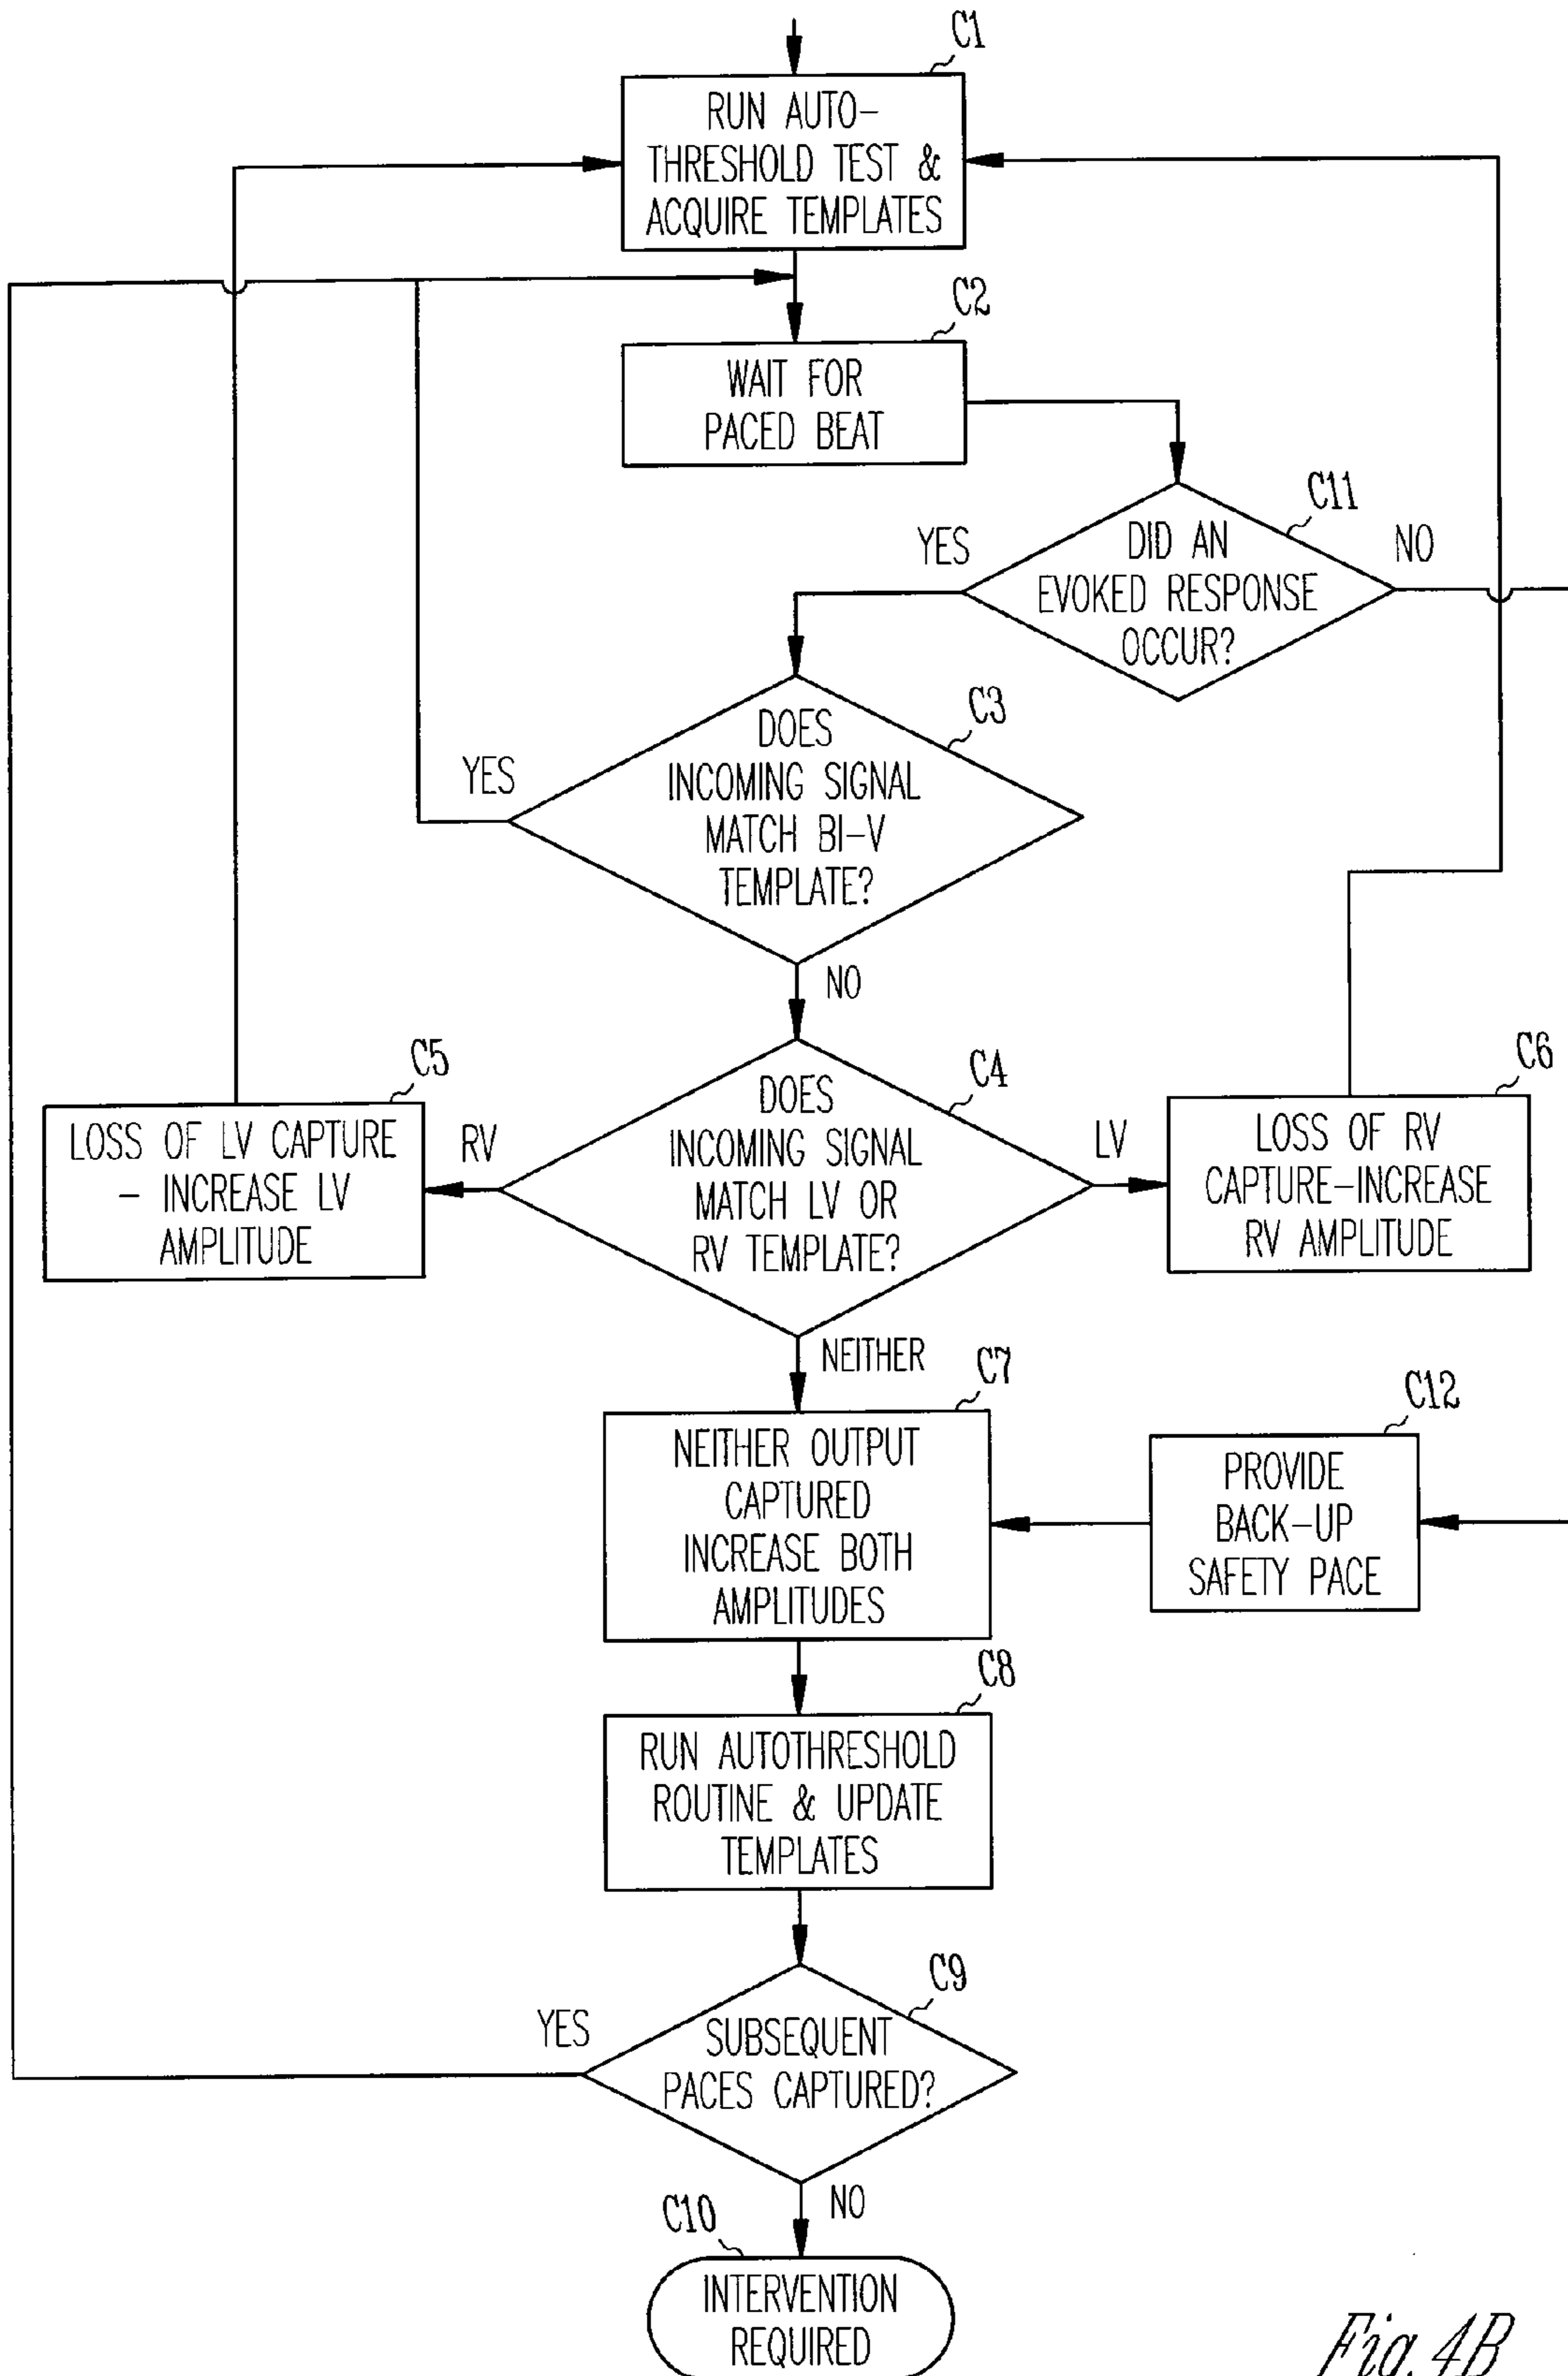 C1
RUN AUTO-
THRESHOLD TEST &
ACQUIRE TEMPLATES
C2
WAIT FOR
PACED BEAT
C11
YES
DID AN
EVOKED RESPONSE
OCCUR?
NO
C3
YES
DOES
INCOMING SIGNAL
MATCH BI-V
TEMPLATE?
NO
C4
DOES
INCOMING SIGNAL
MATCH LV OR
RV TEMPLATE?
RV
LV
C5
LOSS OF LV CAPTURE
- INCREASE LV
AMPLITUDE
C6
LOSS OF RV
CAPTURE-INCREASE
RV AMPLITUDE
NEITHER
C7
NEITHER OUTPUT
CAPTURED
INCREASE BOTH
AMPLITUDES
C12
PROVIDE
BACK-UP
SAFETY PACE
C8
RUN AUTOTHRESHOLD
ROUTINE & UPDATE
TEMPLATES
C9
YES
SUBSEQUENT
PACES CAPTURED?
NO
C10
INTERVENTION
REQUIRED
Fig. 4B